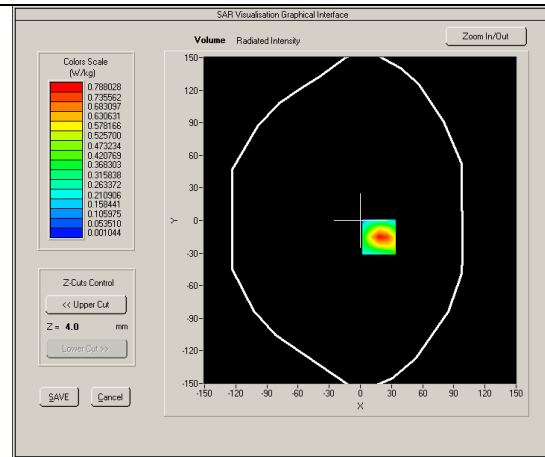 SAR Visualisation Graphical Interface
Volume Radiated Intensity
Zoom In/Out
Colors Scale
(W/kg)
0.788028
0.735562
0.683097
0.630631
0.578166
0.525700
0.473234
0.420769
0.368303
0.315838
0.263372
0.210906
0.158441
0.105975
0.053510
0.001044
Z-Cuts Control
<< Upper Cut
Z = 4.0 mm
Lower Cut >>
SAVE Cancel
150
120
90
60
30
0
-30
-60
-90
-120
-150
Y
-150 -120 -90 -60 -30 0 30 60 90 120 150
X